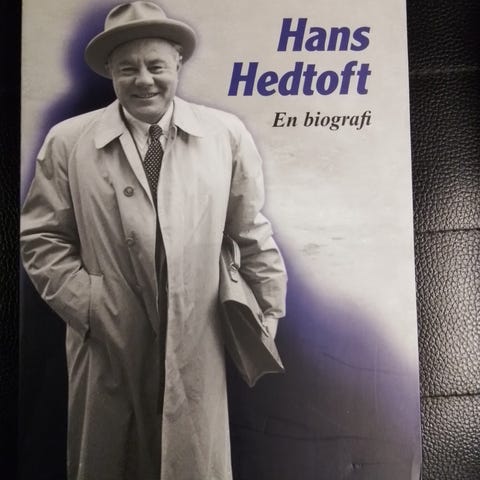 Hans
Hedtoft
En biografi